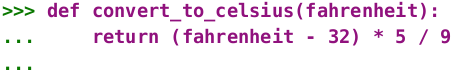 >>> def convert_to_celsius(fahrenheit):
...     return (fahrenheit - 32) * 5 / 9
...